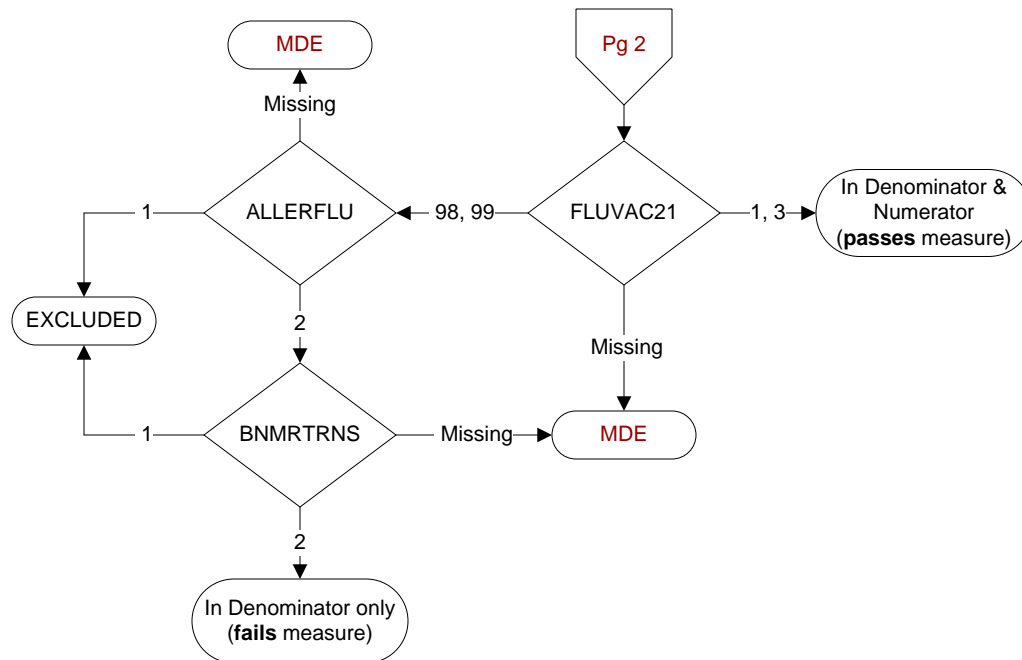 MDE
Pg 2
Missing
ALLERFLU
98, 99
FLUVAC21
1, 3
In Denominator &
Numerator
(passes measure)
1
EXCLUDED
2
Missing
1
BNMRTRNS
Missing
MDE
2
In Denominator only
(fails measure)